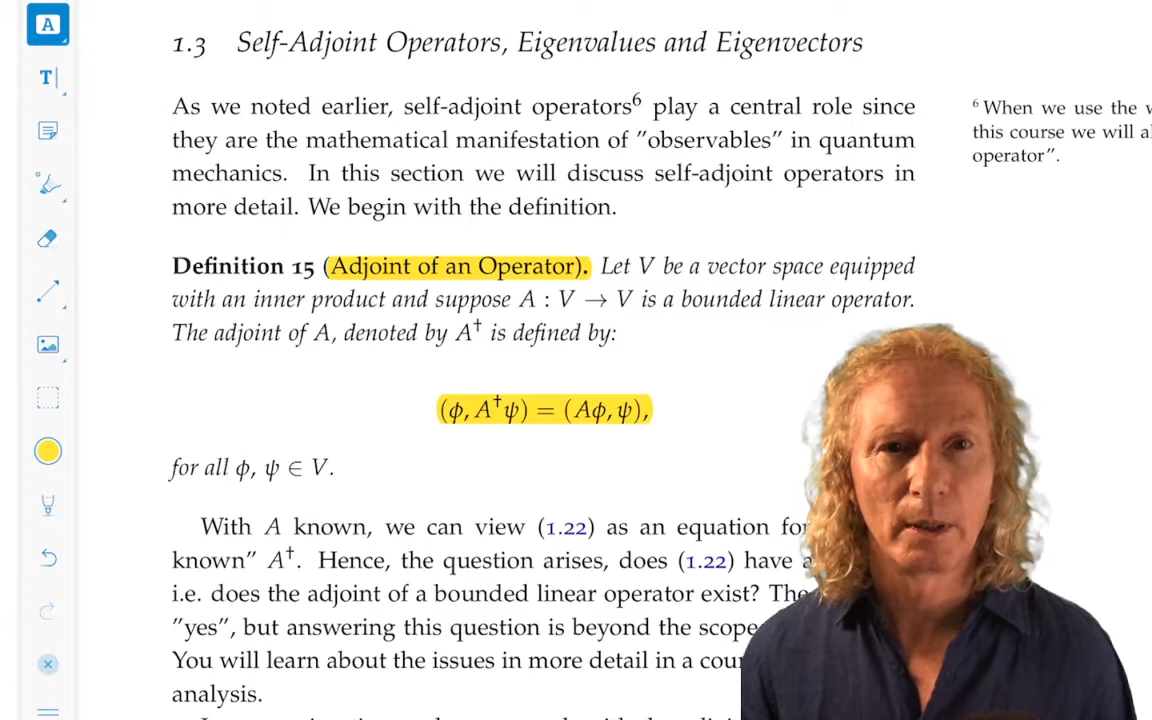 A
T|
1.3 Self-Adjoint Operators, Eigenvalues and Eigenvectors
As we noted earlier, self-adjoint operators⁶ play a central role since
they are the mathematical manifestation of ”observables” in quantum
mechanics. In this section we will discuss self-adjoint operators in
more detail. We begin with the definition.
⁶ When we use the
this course we will
operator”.
Definition 15 (Adjoint of an Operator). Let V be a vector space equipped
with an inner product and suppose A : V → V is a bounded linear operator.
The adjoint of A, denoted by A† is defined by:
(ϕ, A†ψ) = (Aϕ, ψ),
for all ϕ, ψ ∈ V.
With A known, we can view (1.22) as an equation for
known” A†. Hence, the question arises, does (1.22) have
i.e. does the adjoint of a bounded linear operator exist? The
”yes”, but answering this question is beyond the scope
You will learn about the issues in more detail in a
analysis.